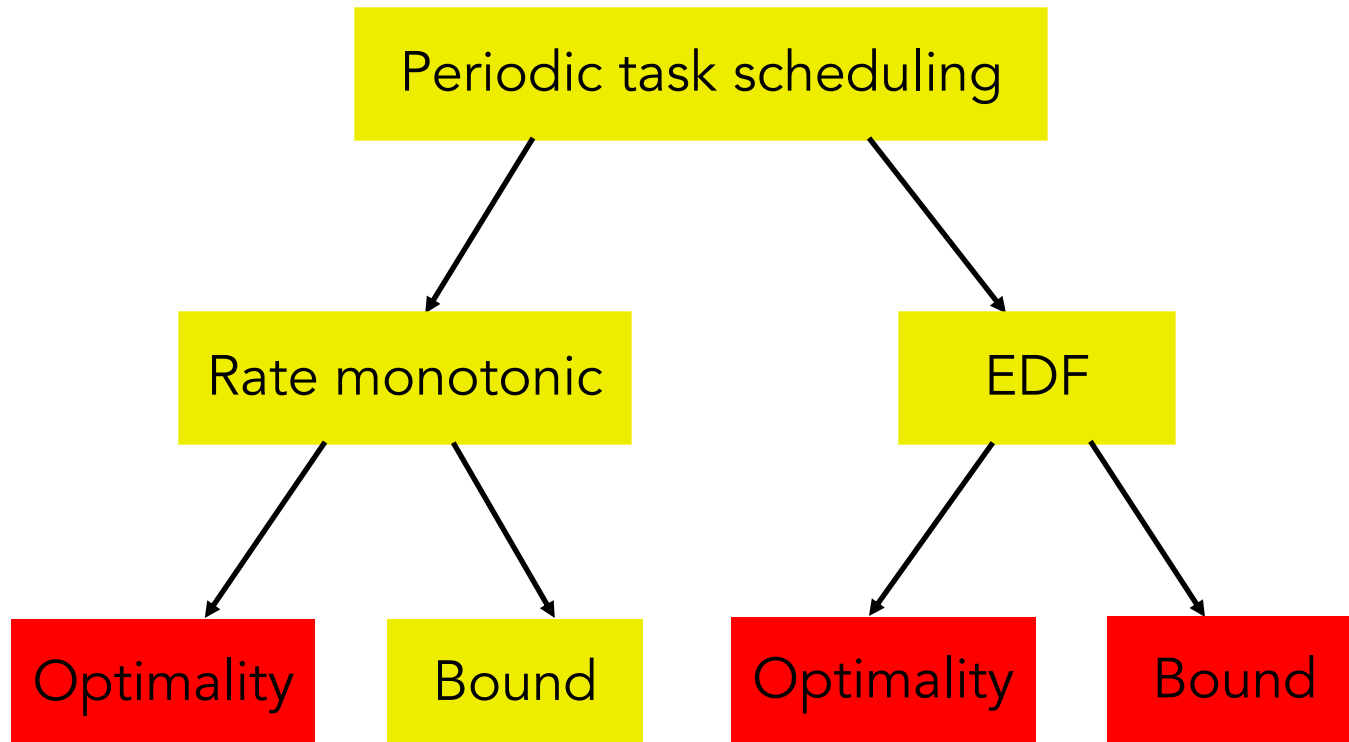 Periodic task scheduling
Rate monotonic
EDF
Optimality
Bound
Optimality
Bound